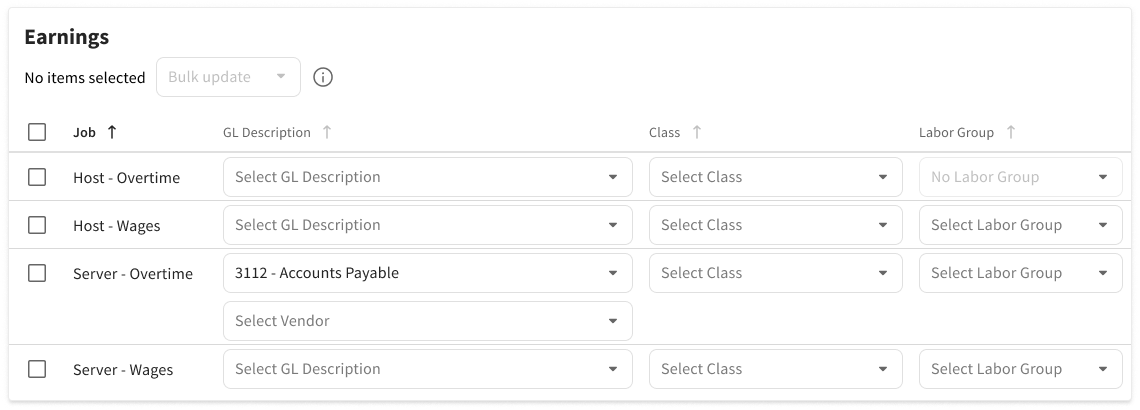 Earnings
No items selected Bulk update
Job GL Description Class Labor Group
Host - Overtime Select GL Description Select Class No Labor Group
Host - Wages Select GL Description Select Class Select Labor Group
Server - Overtime 3112 - Accounts Payable Select Class Select Labor Group
Select Vendor
Server - Wages Select GL Description Select Class Select Labor Group